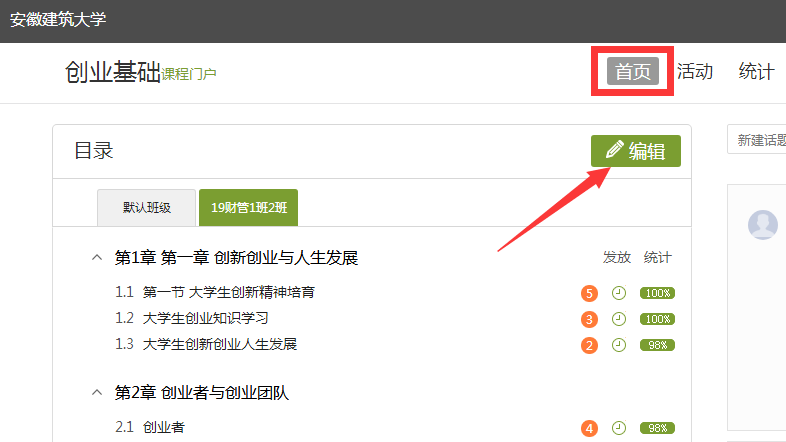 安徽建筑大学
创业基础课程门户 首页 活动 统计
目录 编辑 新建话题
默认班级 19财管1班2班
第1章 第一章 创新创业与人生发展 发放 统计
1.1 第一节 大学生创新精神培育 5 100%
1.2 大学生创业知识学习 3 100%
1.3 大学生创新创业人生发展 2 98%
第2章 创业者与创业团队
2.1 创业者 4 98%